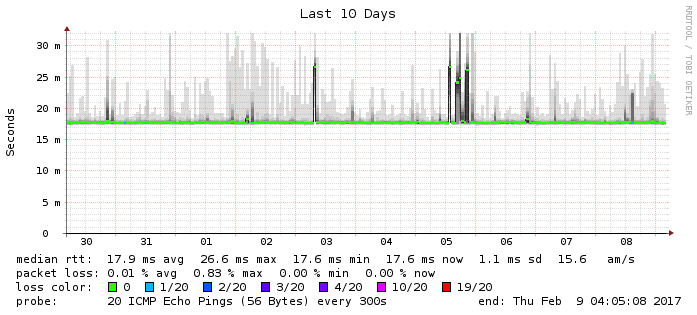 Last 10 Days
RRDTOOL / TOBI OETIKER
Seconds
30 m
25 m
20 m
15 m
10 m
5 m
0
30 31 01 02 03 04 05 06 07 08
median rtt: 17.9 ms avg 26.6 ms max 17.6 ms min 17.6 ms now 1.1 ms sd 15.6 am/s
packet loss: 0.01 % avg 0.83 % max 0.00 % min 0.00 % now
loss color: 0 1/20 2/20 3/20 4/20 10/20 19/20
probe: 20 ICMP Echo Pings (56 Bytes) every 300s end: Thu Feb 9 04:05:08 2017